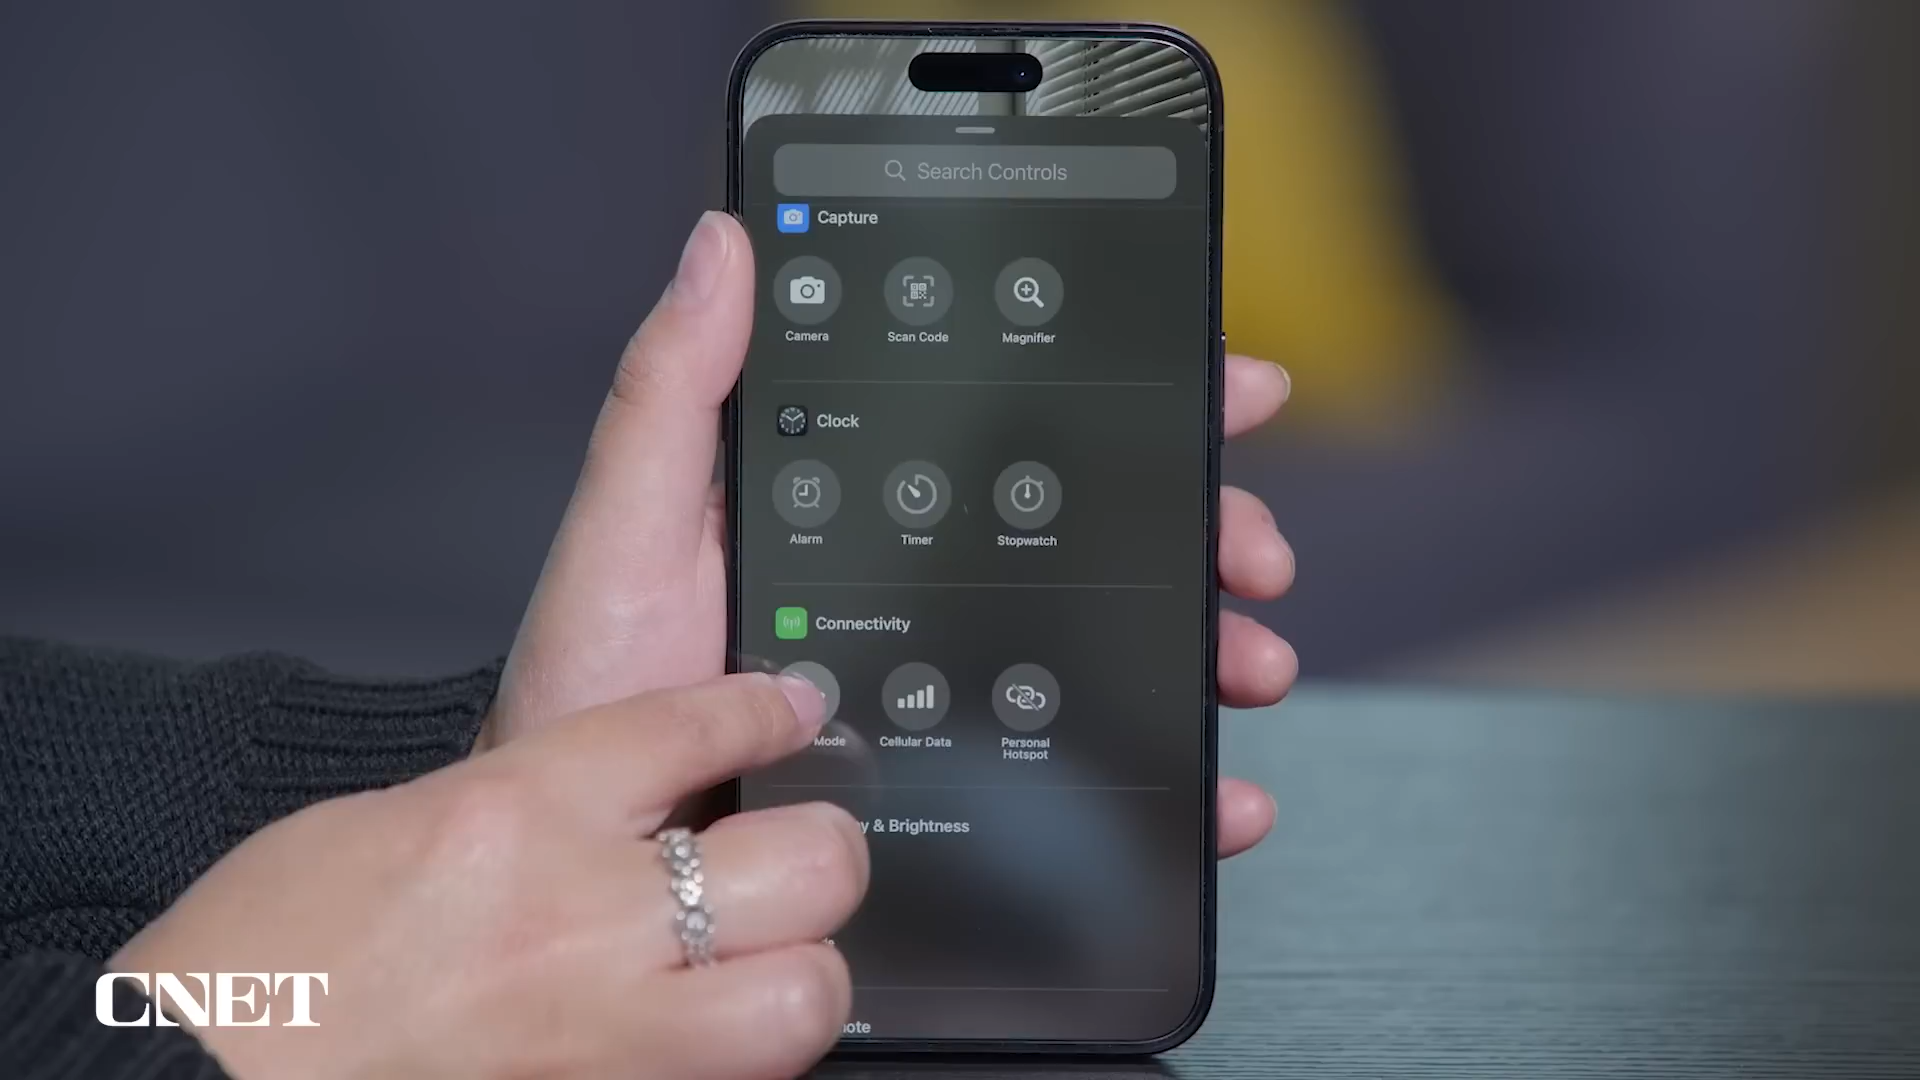 Search Controls
Capture
Camera
Scan Code
Magnifier
Clock
Alarm
Timer
Stopwatch
Connectivity
Mode
Cellular Data
Personal
Hotspot
& Brightness
CNET